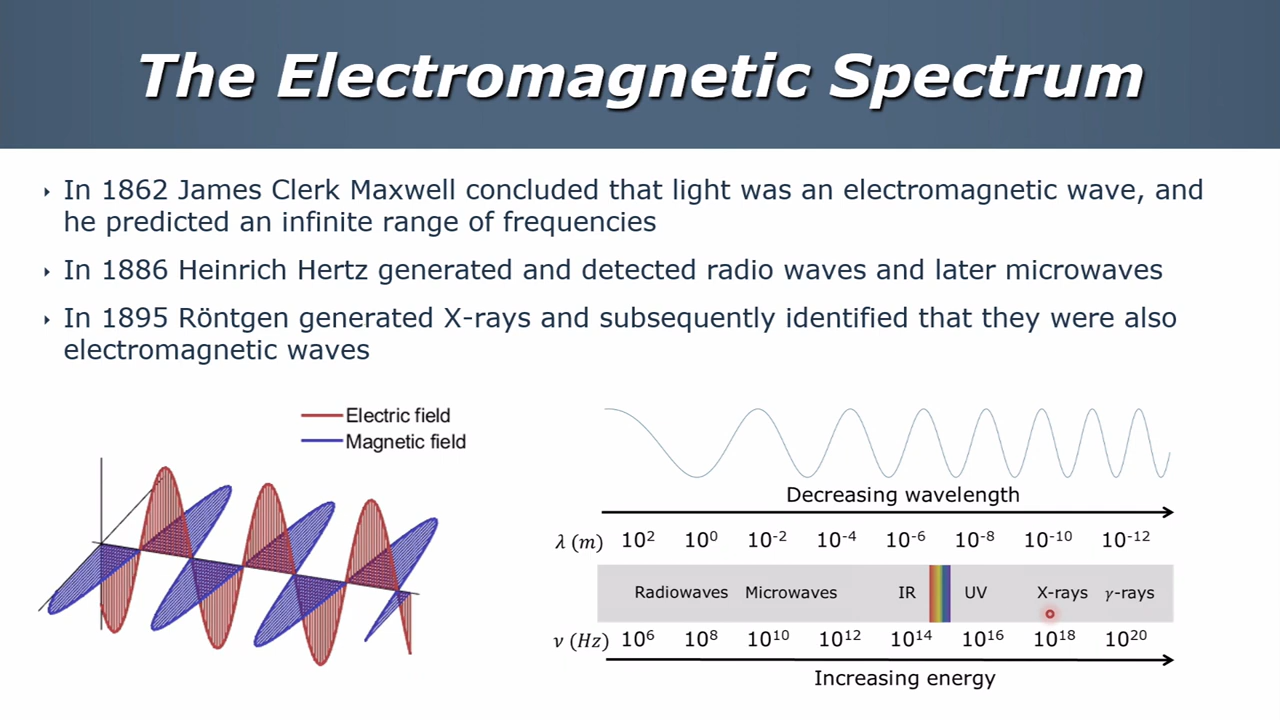 The Electromagnetic Spectrum
In 1862 James Clerk Maxwell concluded that light was an electromagnetic wave, and
he predicted an infinite range of frequencies
In 1886 Heinrich Hertz generated and detected radio waves and later microwaves
In 1895 Röntgen generated X-rays and subsequently identified that they were also
electromagnetic waves
Electric field
Magnetic field
Decreasing wavelength
λ (m) 10² 10⁰ 10⁻² 10⁻⁴ 10⁻⁶ 10⁻⁸ 10⁻¹⁰ 10⁻¹²
Radiowaves Microwaves IR UV X-rays γ-rays
ν (Hz) 10⁶ 10⁸ 10¹⁰ 10¹² 10¹⁴ 10¹⁶ 10¹⁸ 10²⁰
Increasing energy